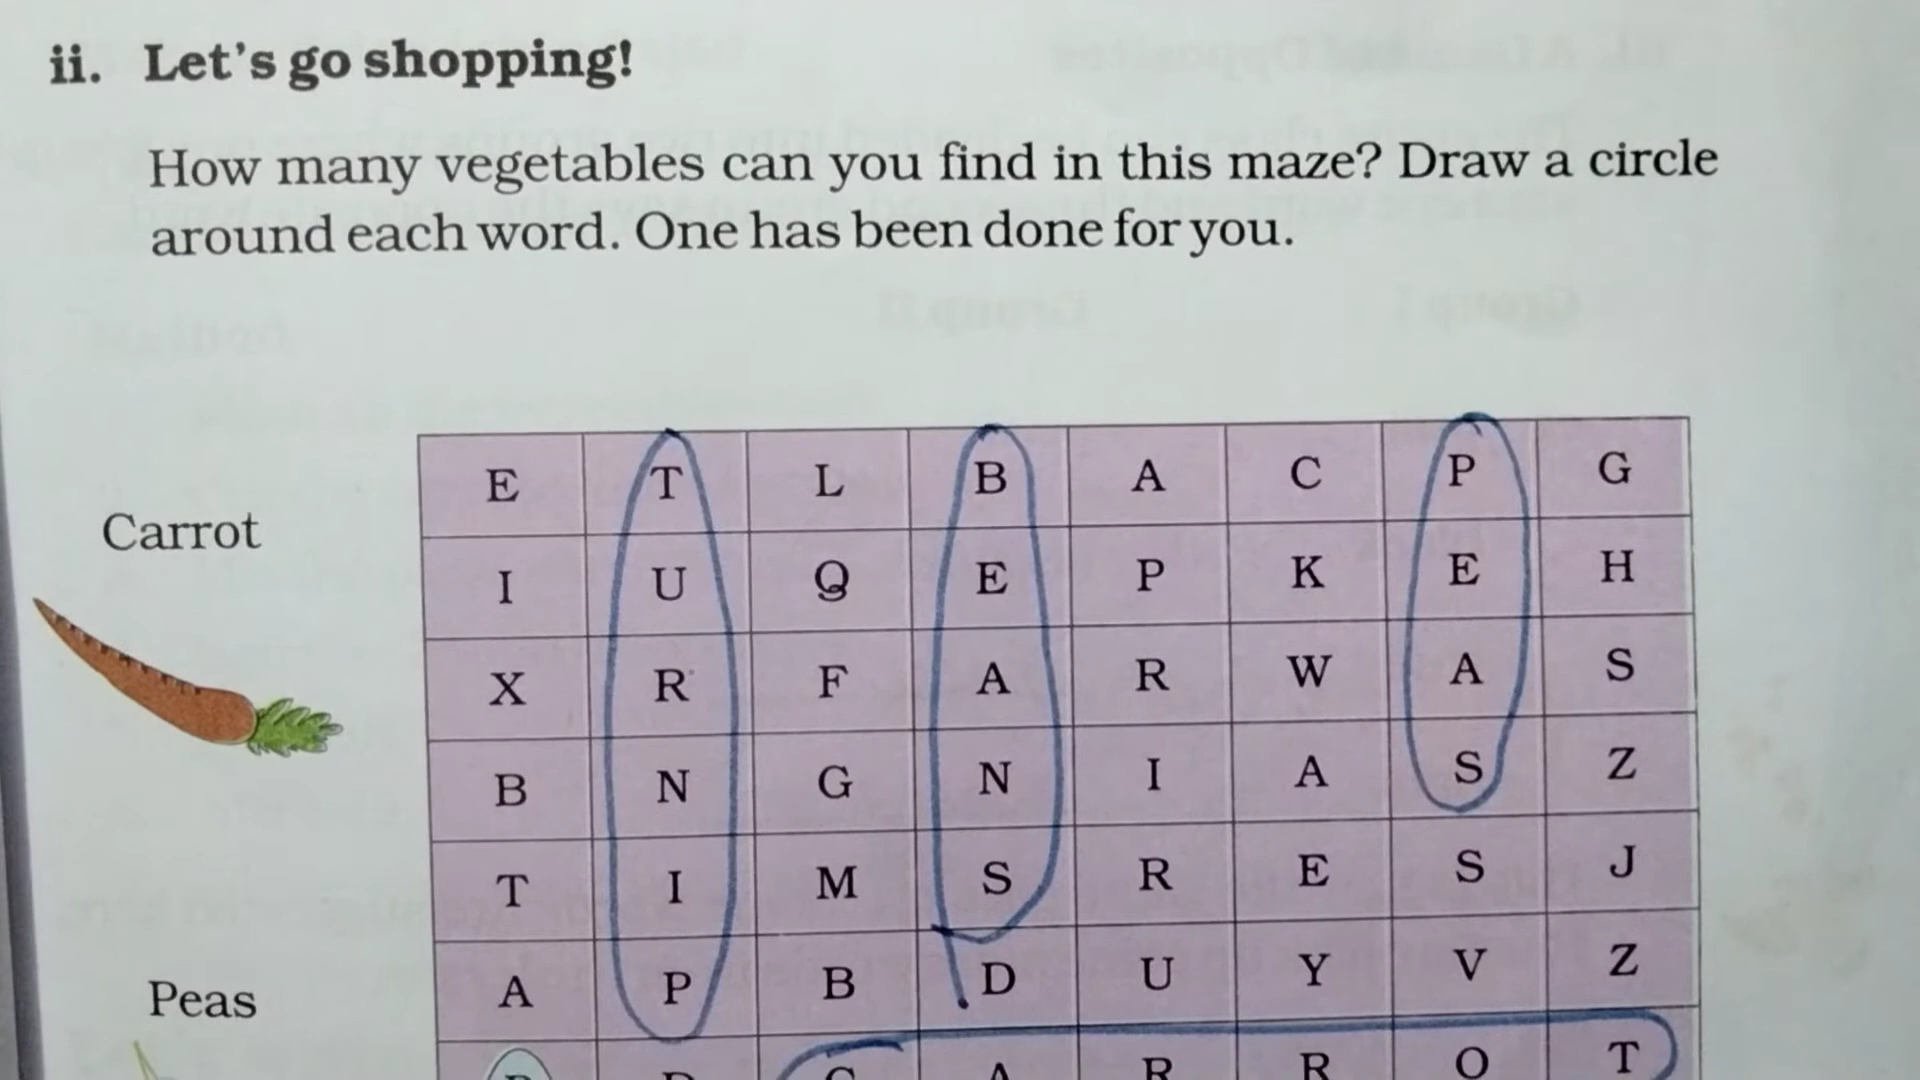 ii. Let's go shopping!
How many vegetables can you find in this maze? Draw a circle
around each word. One has been done for you.
Carrot
E T L B A C P G
I U Q E P K E H
X R F A R W A S
B N G N I A S Z
T I M S R E S J
A P B D U Y V Z
Peas
C A R R O T